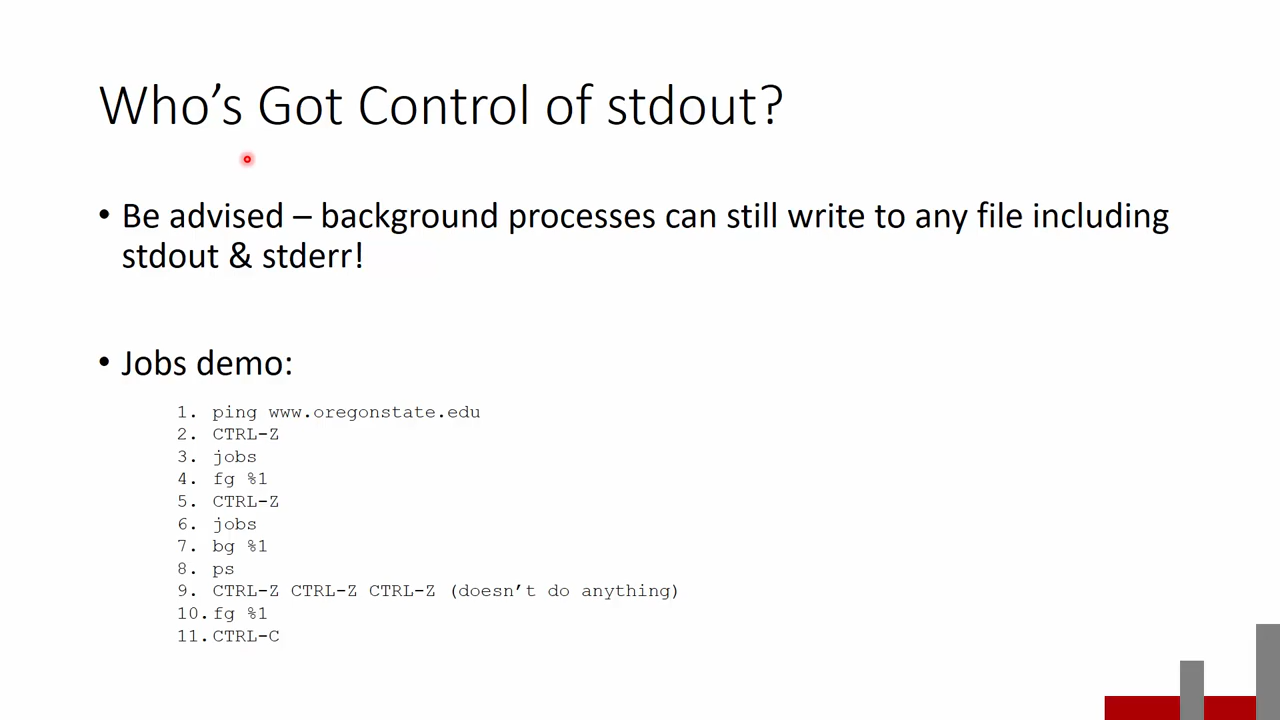 Who’s Got Control of stdout?
• Be advised – background processes can still write to any file including
stdout & stderr!
• Jobs demo:
1. ping www.oregonstate.edu
2. CTRL-Z
3. jobs
4. fg %1
5. CTRL-Z
6. jobs
7. bg %1
8. ps
9. CTRL-Z CTRL-Z CTRL-Z (doesn’t do anything)
10. fg %1
11. CTRL-C